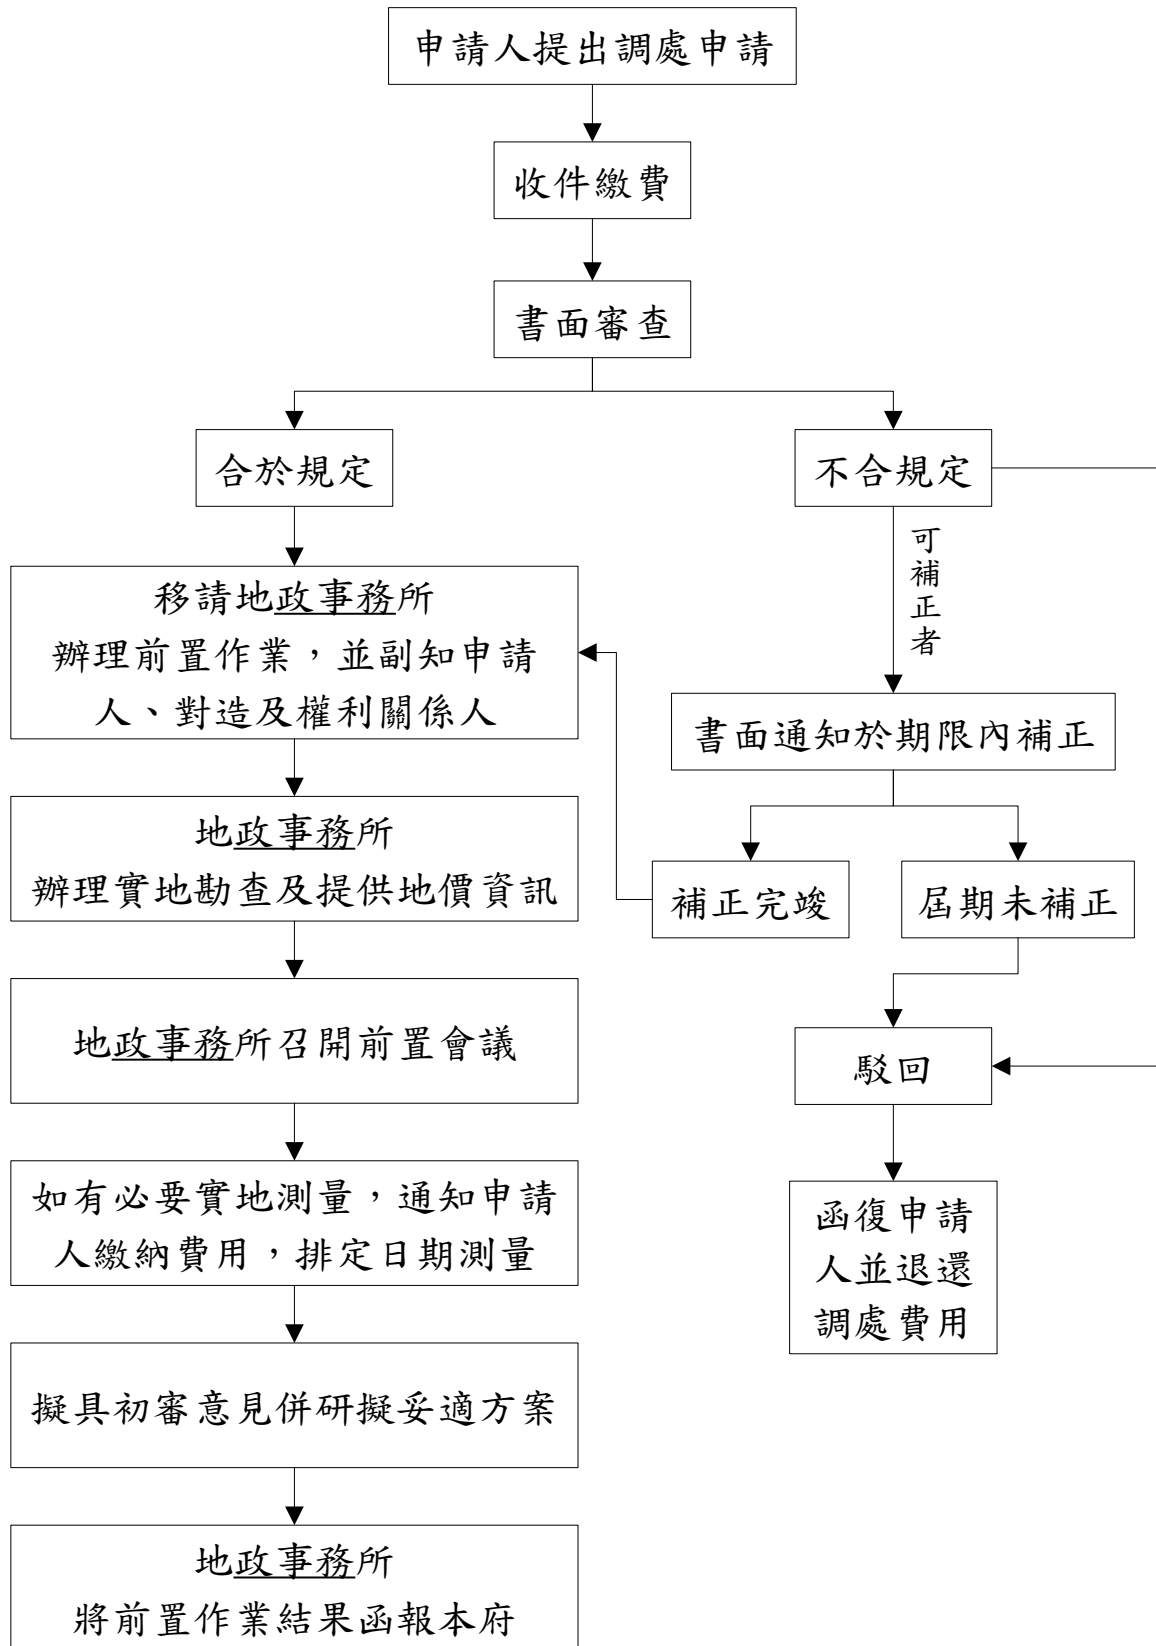 申請人提出調處申請
收件繳費
書面審查
合於規定
不合規定
可補正者
移請地政事務所
辦理前置作業，並副知申請
人、對造及權利關係人
書面通知於期限內補正
地政事務所
辦理實地勘查及提供地價資訊
補正完竣
屆期未補正
地政事務所召開前置會議
駁回
如有必要實地測量，通知申請
人繳納費用，排定日期測量
函復申請
人並退還
調處費用
擬具初審意見併研擬妥適方案
地政事務所
將前置作業結果函報本府